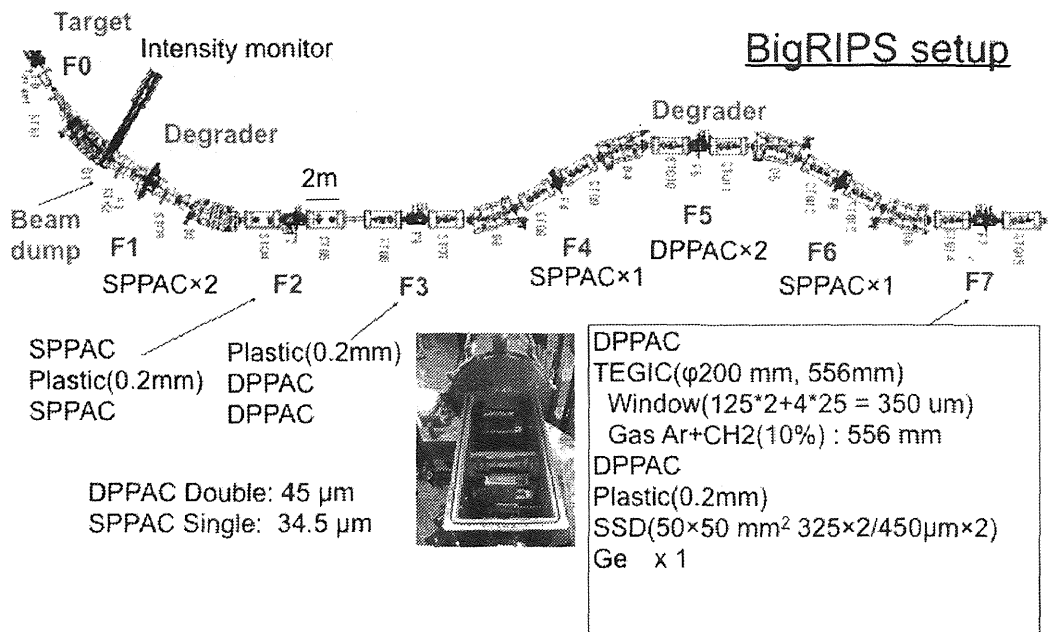 BigRIPS setup
Target
F0
Intensity monitor
Degrader
Beam
dump
F1
SPPAC×2
2m
F2
F3
F4
SPPAC×1
Degrader
F5
DPPAC×2
F6
SPPAC×1
F7
SPPAC
Plastic(0.2mm)
SPPAC
Plastic(0.2mm)
DPPAC
DPPAC
DPPAC Double: 45 μm
SPPAC Single: 34.5 μm
DPPAC
TEGIC(φ200 mm, 556mm)
Window(125*2+4*25 = 350 um)
Gas Ar+CH2(10%) : 556 mm
DPPAC
Plastic(0.2mm)
SSD(50×50 mm² 325×2/450μm×2)
Ge x 1